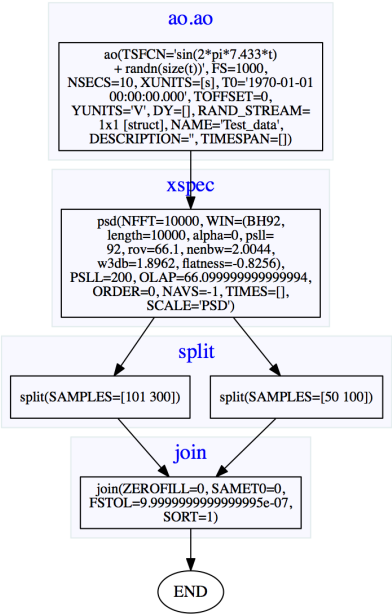 ao.ao
ao(TSFCN='sin(2*pi*7.433*t)
+ randn(size(t))', FS=1000,
NSECS=10, XUNITS=[s], T0='1970-01-01
00:00:00.000', TOFFSET=0,
YUNITS='V', DY=[], RAND_STREAM=
1x1 [struct], NAME='Test_data',
DESCRIPTION='', TIMESPAN=[])
xspec
psd(NFFT=10000, WIN=(BH92,
length=10000, alpha=0, psll=
92, rov=66.1, nenbw=2.0044,
w3db=1.8962, flatness=-0.8256),
PSLL=200, OLAP=66.099999999999994,
ORDER=0, NAVS=-1, TIMES=[],
SCALE='PSD')
split
split(SAMPLES=[101 300])
split(SAMPLES=[50 100])
join
join(ZEROFILL=0, SAMET0=0,
FSTOL=9.9999999999999995e-07,
SORT=1)
END